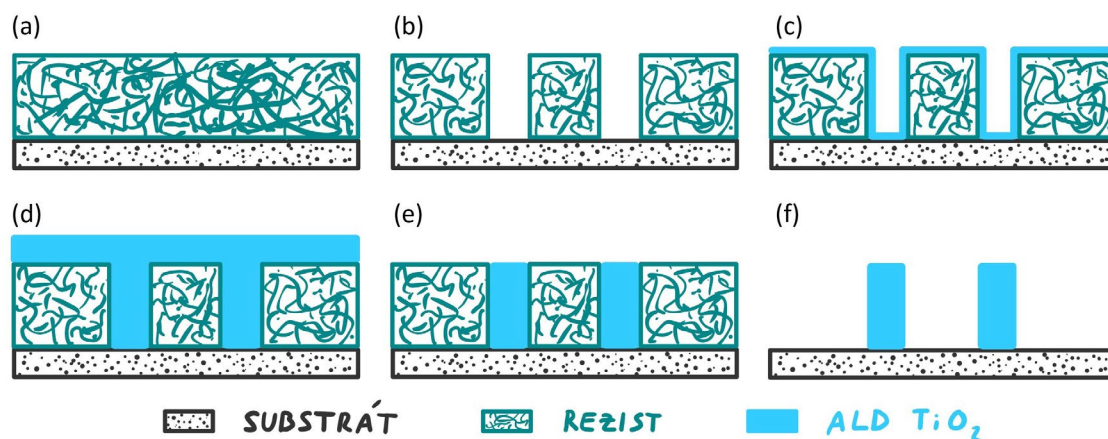 (a) (b) (c)
(d) (e) (f)
SUBSTRÁT REZIST ALD TiO₂